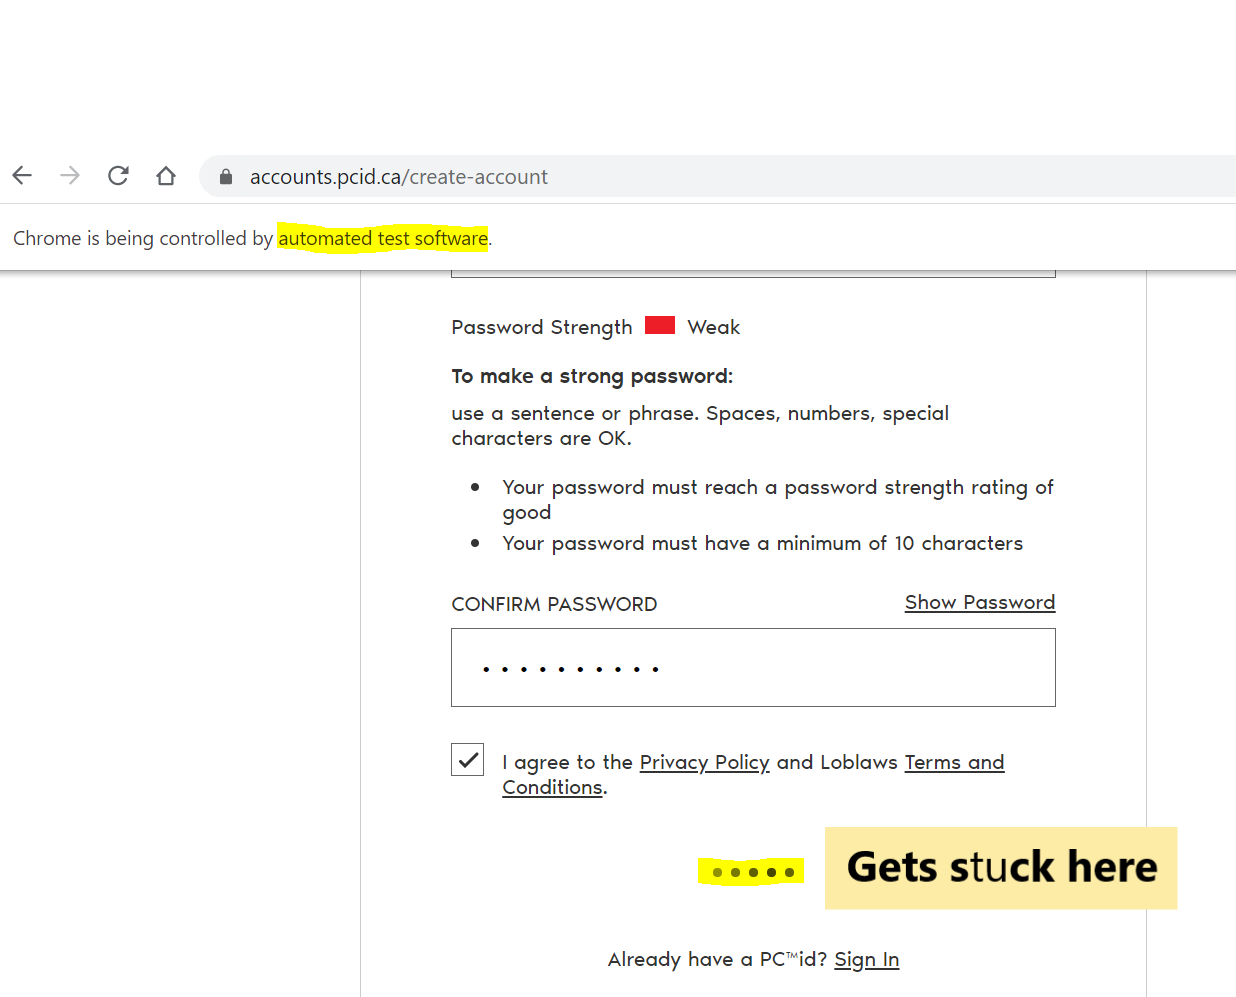 accounts.pcid.ca/create-account
Chrome is being controlled by automated test software.
Password Strength Weak
To make a strong password:
use a sentence or phrase. Spaces, numbers, special
characters are OK.
• Your password must reach a password strength rating of
good
• Your password must have a minimum of 10 characters
CONFIRM PASSWORD Show Password
I agree to the Privacy Policy and Loblaws Terms and
Conditions.
Gets stuck here
Already have a PC™id? Sign In